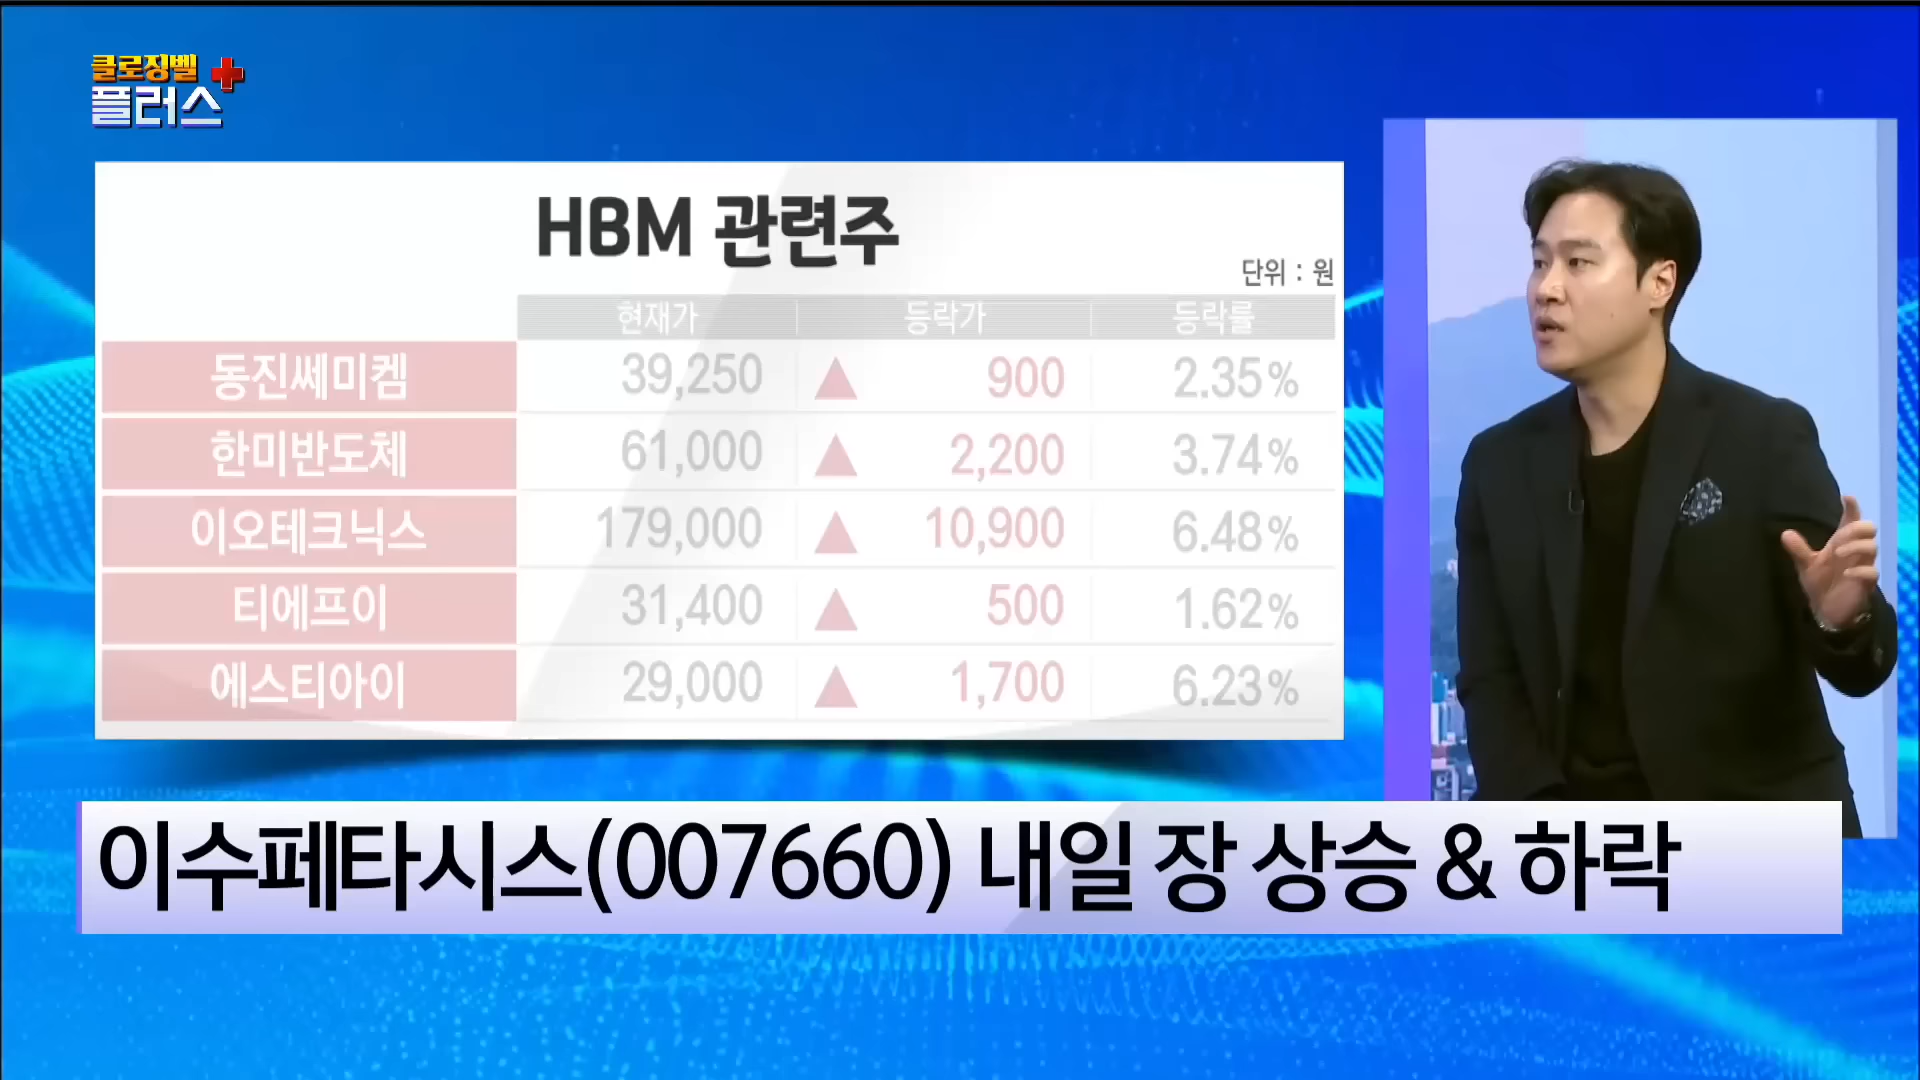 클로징벨
플러스
HBM 관련주
단위 : 원
현재가 등락가 등락률
동진쎄미켐 39,250 ▲ 900 2.35%
한미반도체 61,000 ▲ 2,200 3.74%
이오테크닉스 179,000 ▲ 10,900 6.48%
티에프이 31,400 ▲ 500 1.62%
에스티아이 29,000 ▲ 1,700 6.23%
이수페타시스(007660) 내일 장 상승 & 하락